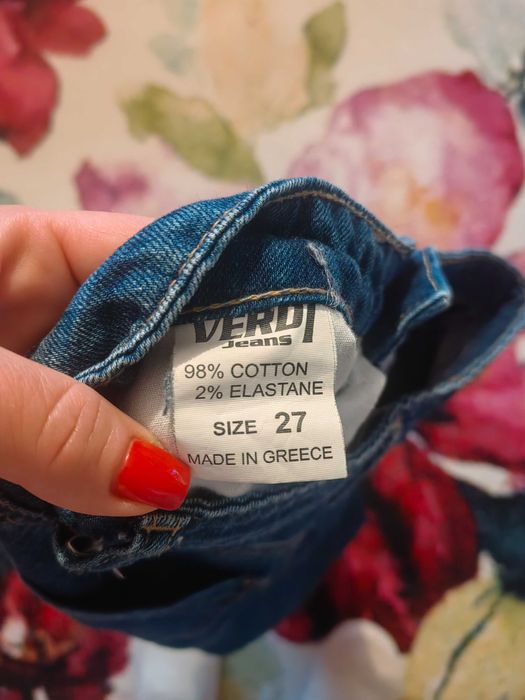 VERDI
Jeans
98% COTTON
2% ELASTANE
SIZE 27
MADE IN GREECE